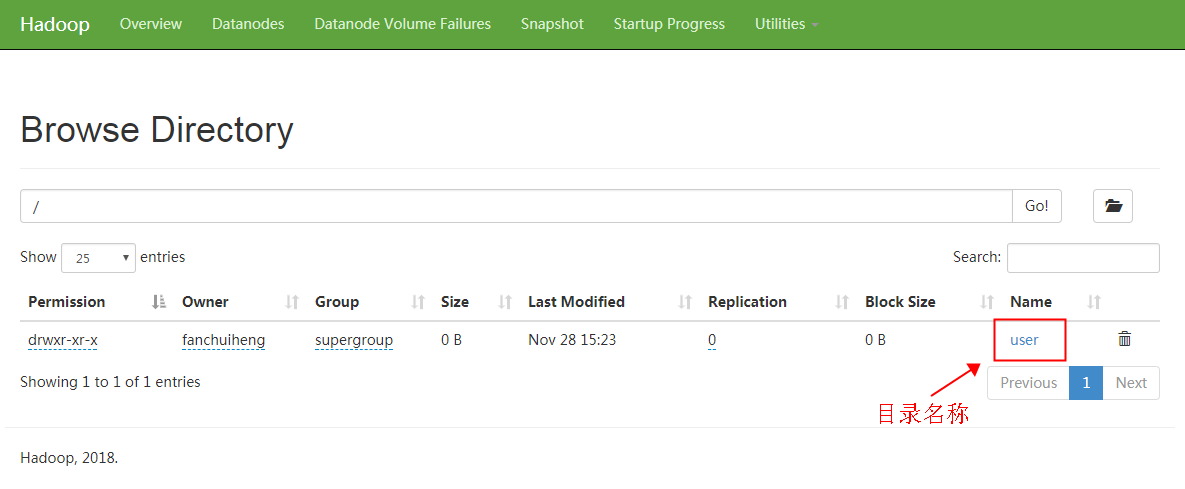 Hadoop Overview Datanodes Datanode Volume Failures Snapshot Startup Progress Utilities
Browse Directory
/ Go!
Show 25 entries Search:
Permission Owner Group Size Last Modified Replication Block Size Name
drwxr-xr-x fanchuiheng supergroup 0 B Nov 28 15:23 0 0 B user
Showing 1 to 1 of 1 entries Previous 1 Next
目录名称
Hadoop, 2018.